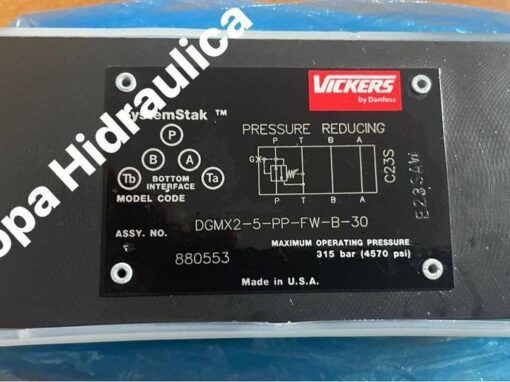 opa Hidraulica
VICKERS
by Danfoss
ystemStak ™
P
B A
Tb Ta
BOTTOM
INTERFACE
MODEL CODE
PRESSURE REDUCING
P T B A
G
P T B A
C23S
E23SAW
DGMX2-5-PP-FW-B-30
ASSY. NO.
880553
MAXIMUM OPERATING PRESSURE
315 bar (4570 psi)
Made in U.S.A.